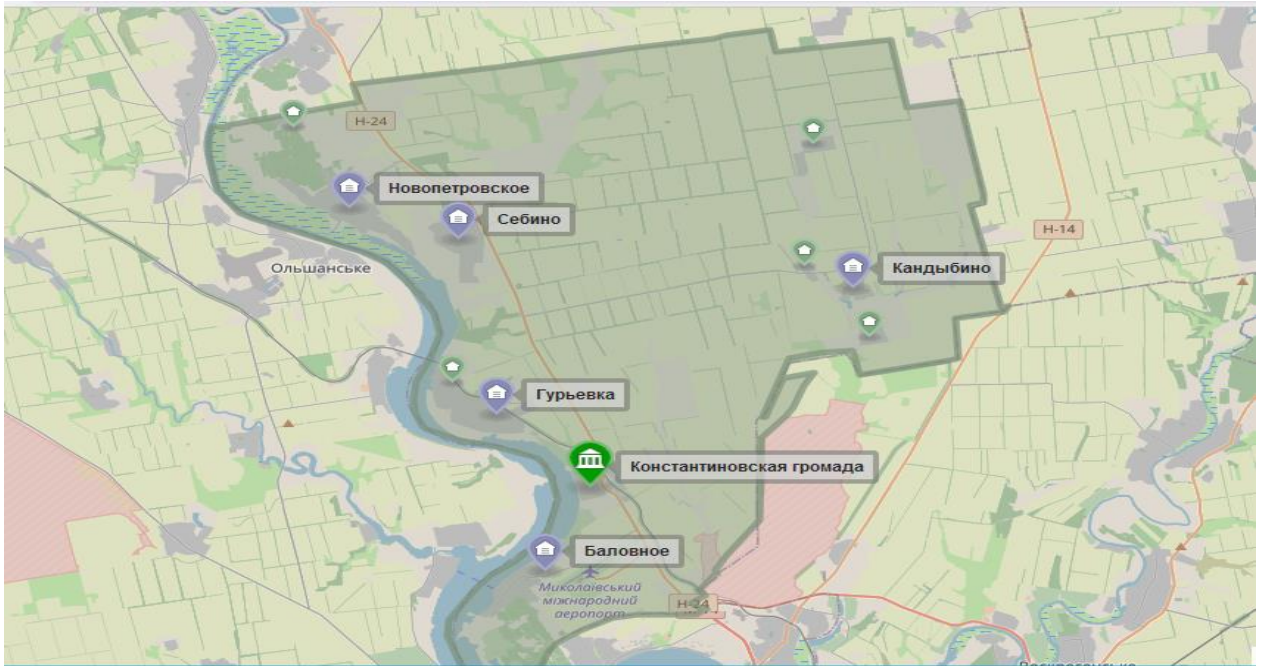 Н-24
Новопетровское
Себино
Н-14
Ольшанське
Кандыбино
Гурьевка
Константиновская громада
Баловное
Миколаївський
міжнародний
аеропорт
Н-24